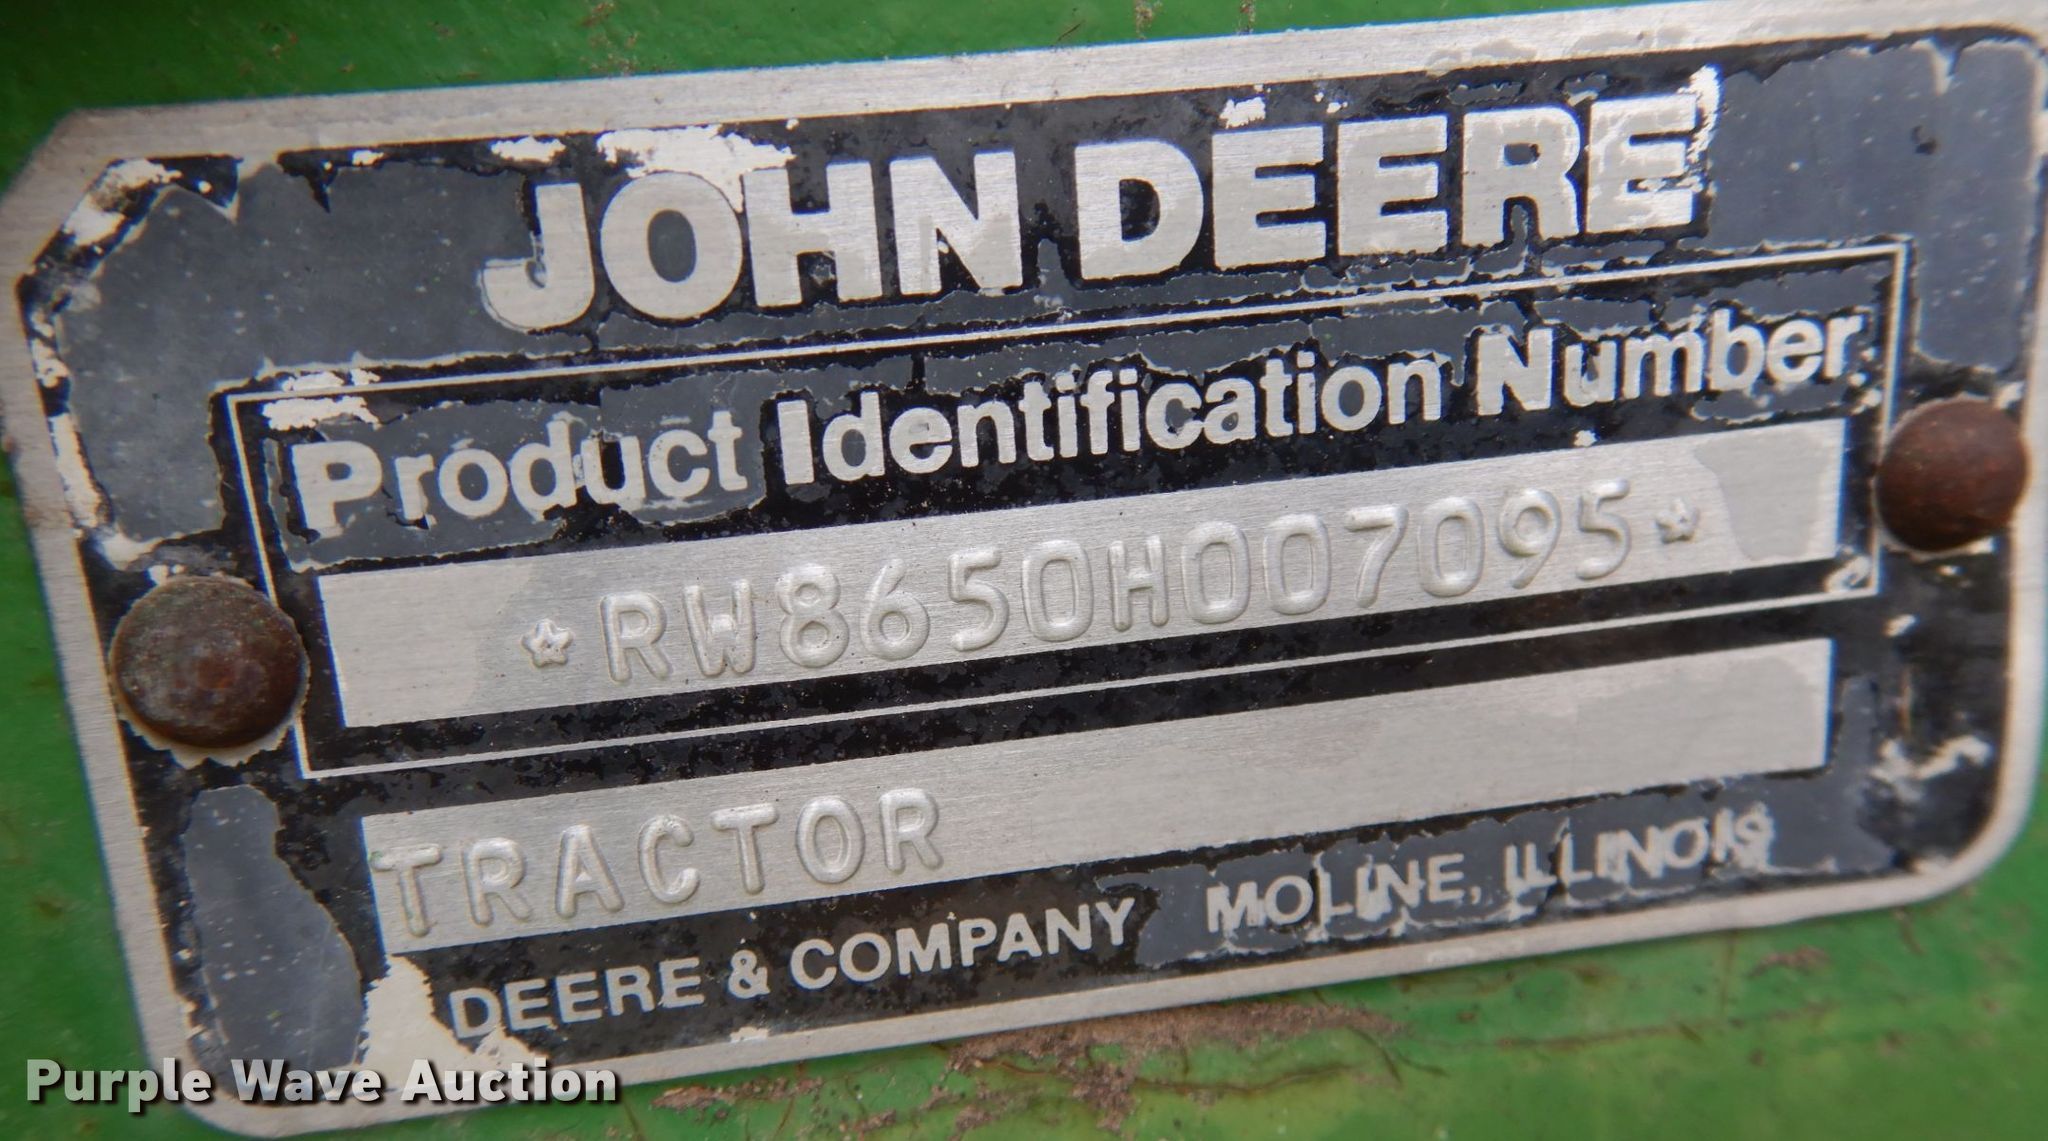 JOHN DEERE
Product Identification Number
*RW8650H007095*
TRACTOR
DEERE & COMPANY MOLINE, ILLINOIS
Purple Wave Auction